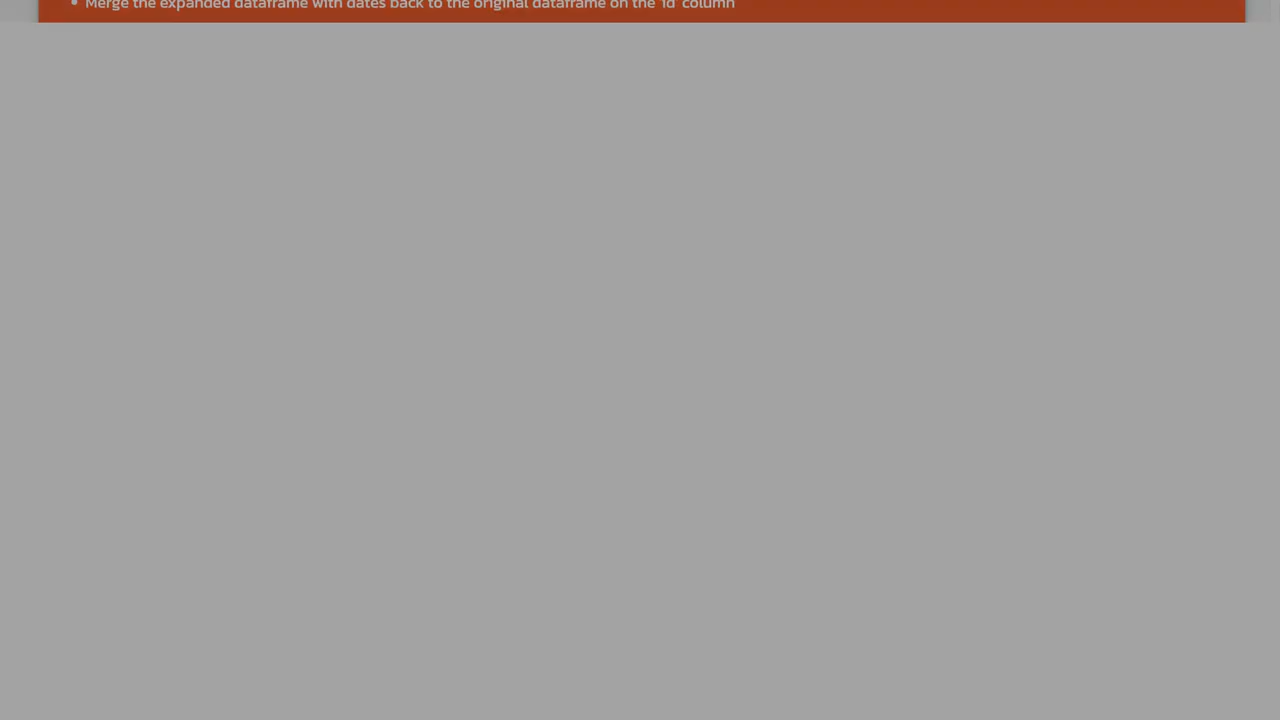 • Merge the expanded dataframe with dates back to the original dataframe on the 'id' column